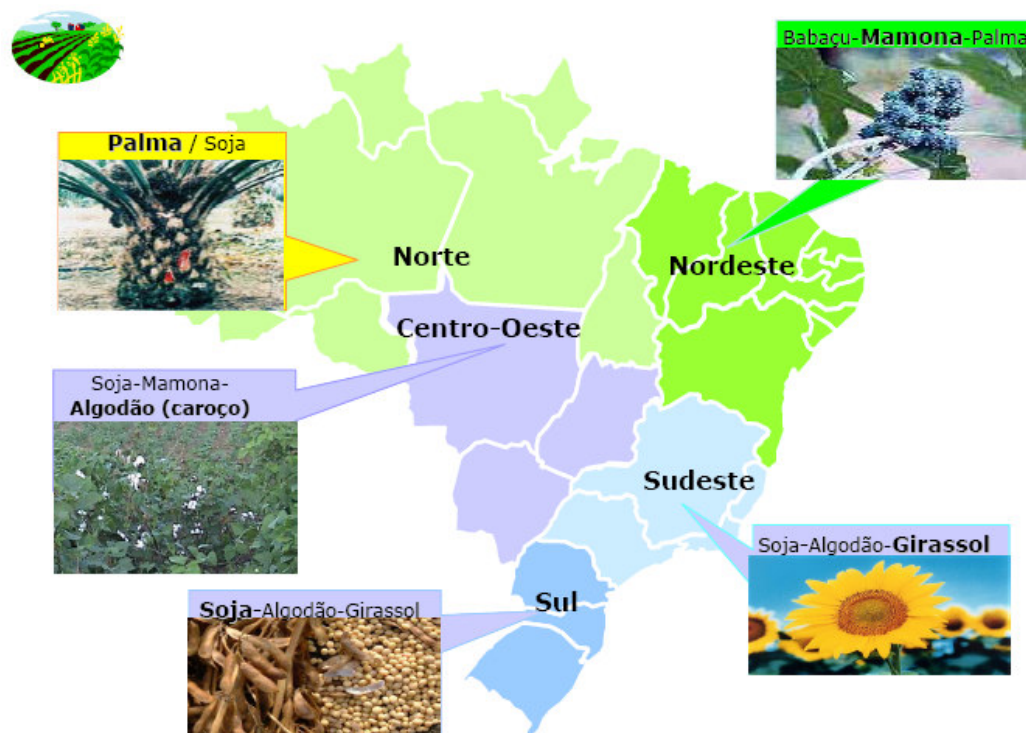 Babaçu-Mamona-Palma
Palma / Soja
Norte
Nordeste
Centro-Oeste
Soja-Mamona-
Algodão (caroço)
Sudeste
Soja-Algodão-Girassol
Soja-Algodão-Girassol
Sul